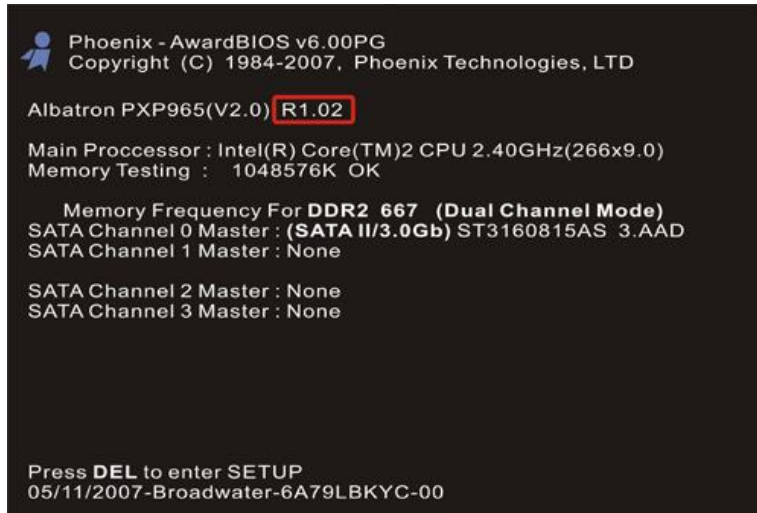 Phoenix - AwardBIOS v6.00PG
Copyright (C) 1984-2007, Phoenix Technologies, LTD
Albatron PXP965(V2.0) R1.02
Main Proccessor : Intel(R) Core(TM)2 CPU 2.40GHz(266x9.0)
Memory Testing : 1048576K OK
Memory Frequency For DDR2 667 (Dual Channel Mode)
SATA Channel 0 Master : (SATA II/3.0Gb) ST3160815AS 3.AAD
SATA Channel 1 Master : None
SATA Channel 2 Master : None
SATA Channel 3 Master : None
Press DEL to enter SETUP
05/11/2007-Broadwater-6A79LBKYC-00